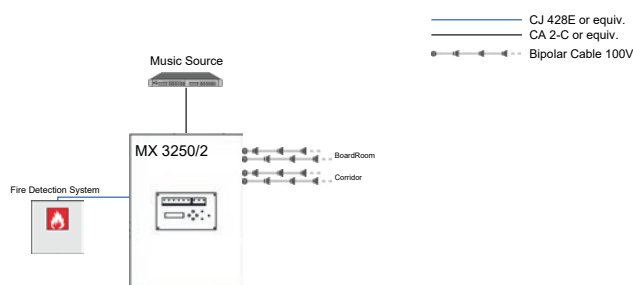 CJ 428E or equiv.
CA 2-C or equiv.
Bipolar Cable 100V
Music Source
MX 3250/2
BoardRoom
Corridor
Fire Detection System